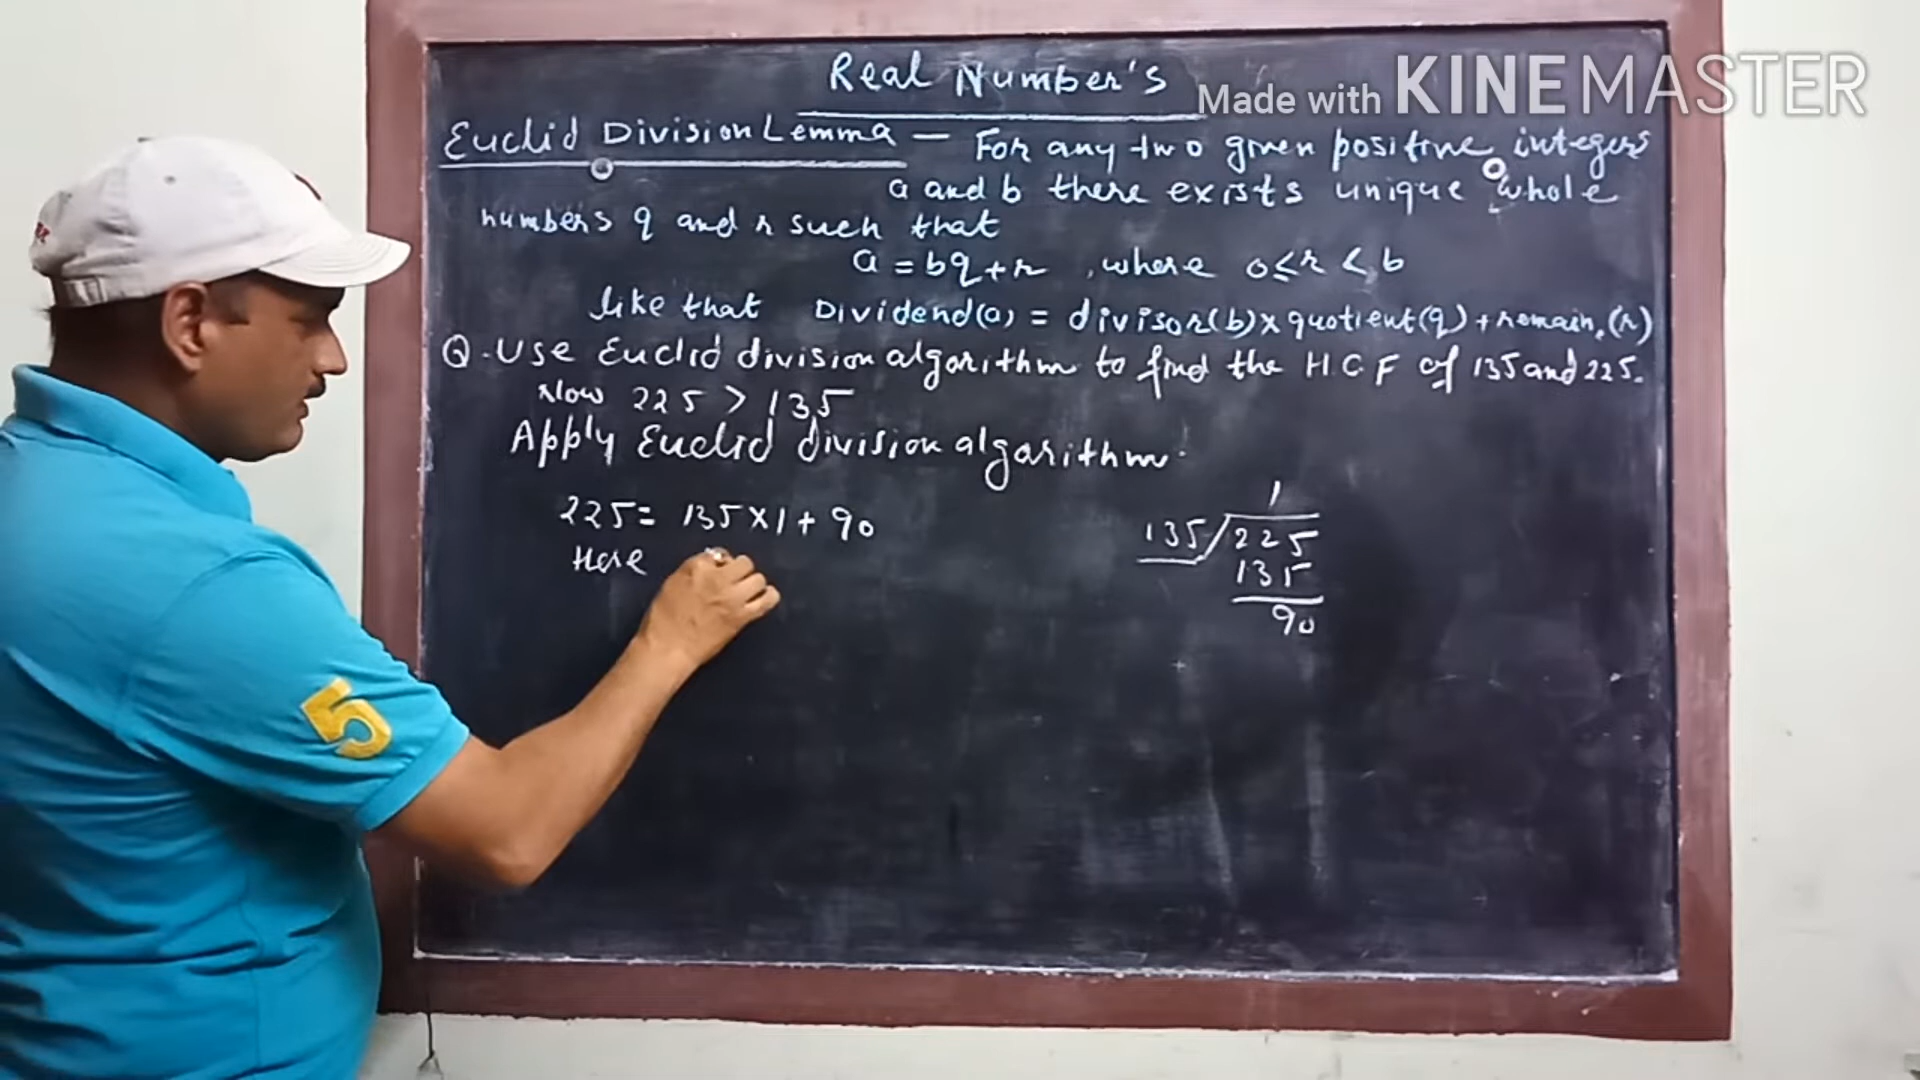 Real Number's
Made with KINEMASTER
Euclid Division Lemma — For any two given positive integers
a and b there exists unique whole
numbers q and r such that
a = bq + r , where 0 ≤ r < b
like that Dividend(a) = divisor(b) x quotient(q) + remain.(r)
Q. Use Euclid division algorithm to find the H.C.F of 135 and 225.
Now 225 > 135
Apply Euclid division algorithm.
225 = 135 × 1 + 90
Here
1
135 225
135
90
5